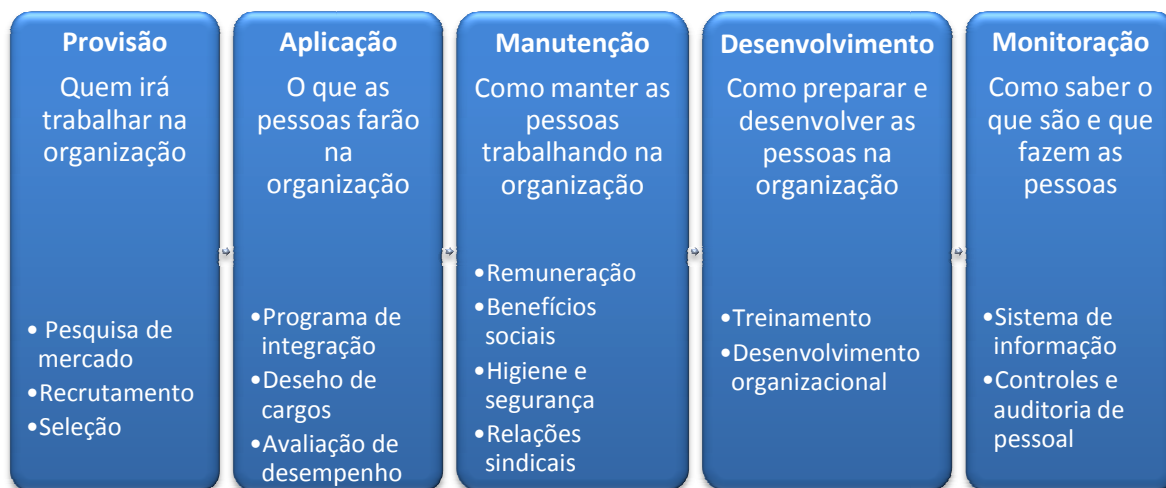 Provisão
Quem irá
trabalhar na
organização
• Pesquisa de
mercado
•Recrutamento
•Seleção
Aplicação
O que as
pessoas farão
na
organização
•Programa de
integração
•Deseho de
cargos
•Avaliação de
desempenho
Manutenção
Como manter as
pessoas
trabalhando na
organização
•Remuneração
•Benefícios
sociais
•Higiene e
segurança
•Relações
sindicais
Desenvolvimento
Como preparar e
desenvolver as
pessoas na
organização
•Treinamento
•Desenvolvimento
organizacional
Monitoração
Como saber o
que são e que
fazem as
pessoas
•Sistema de
informação
•Controles e
auditoria de
pessoal